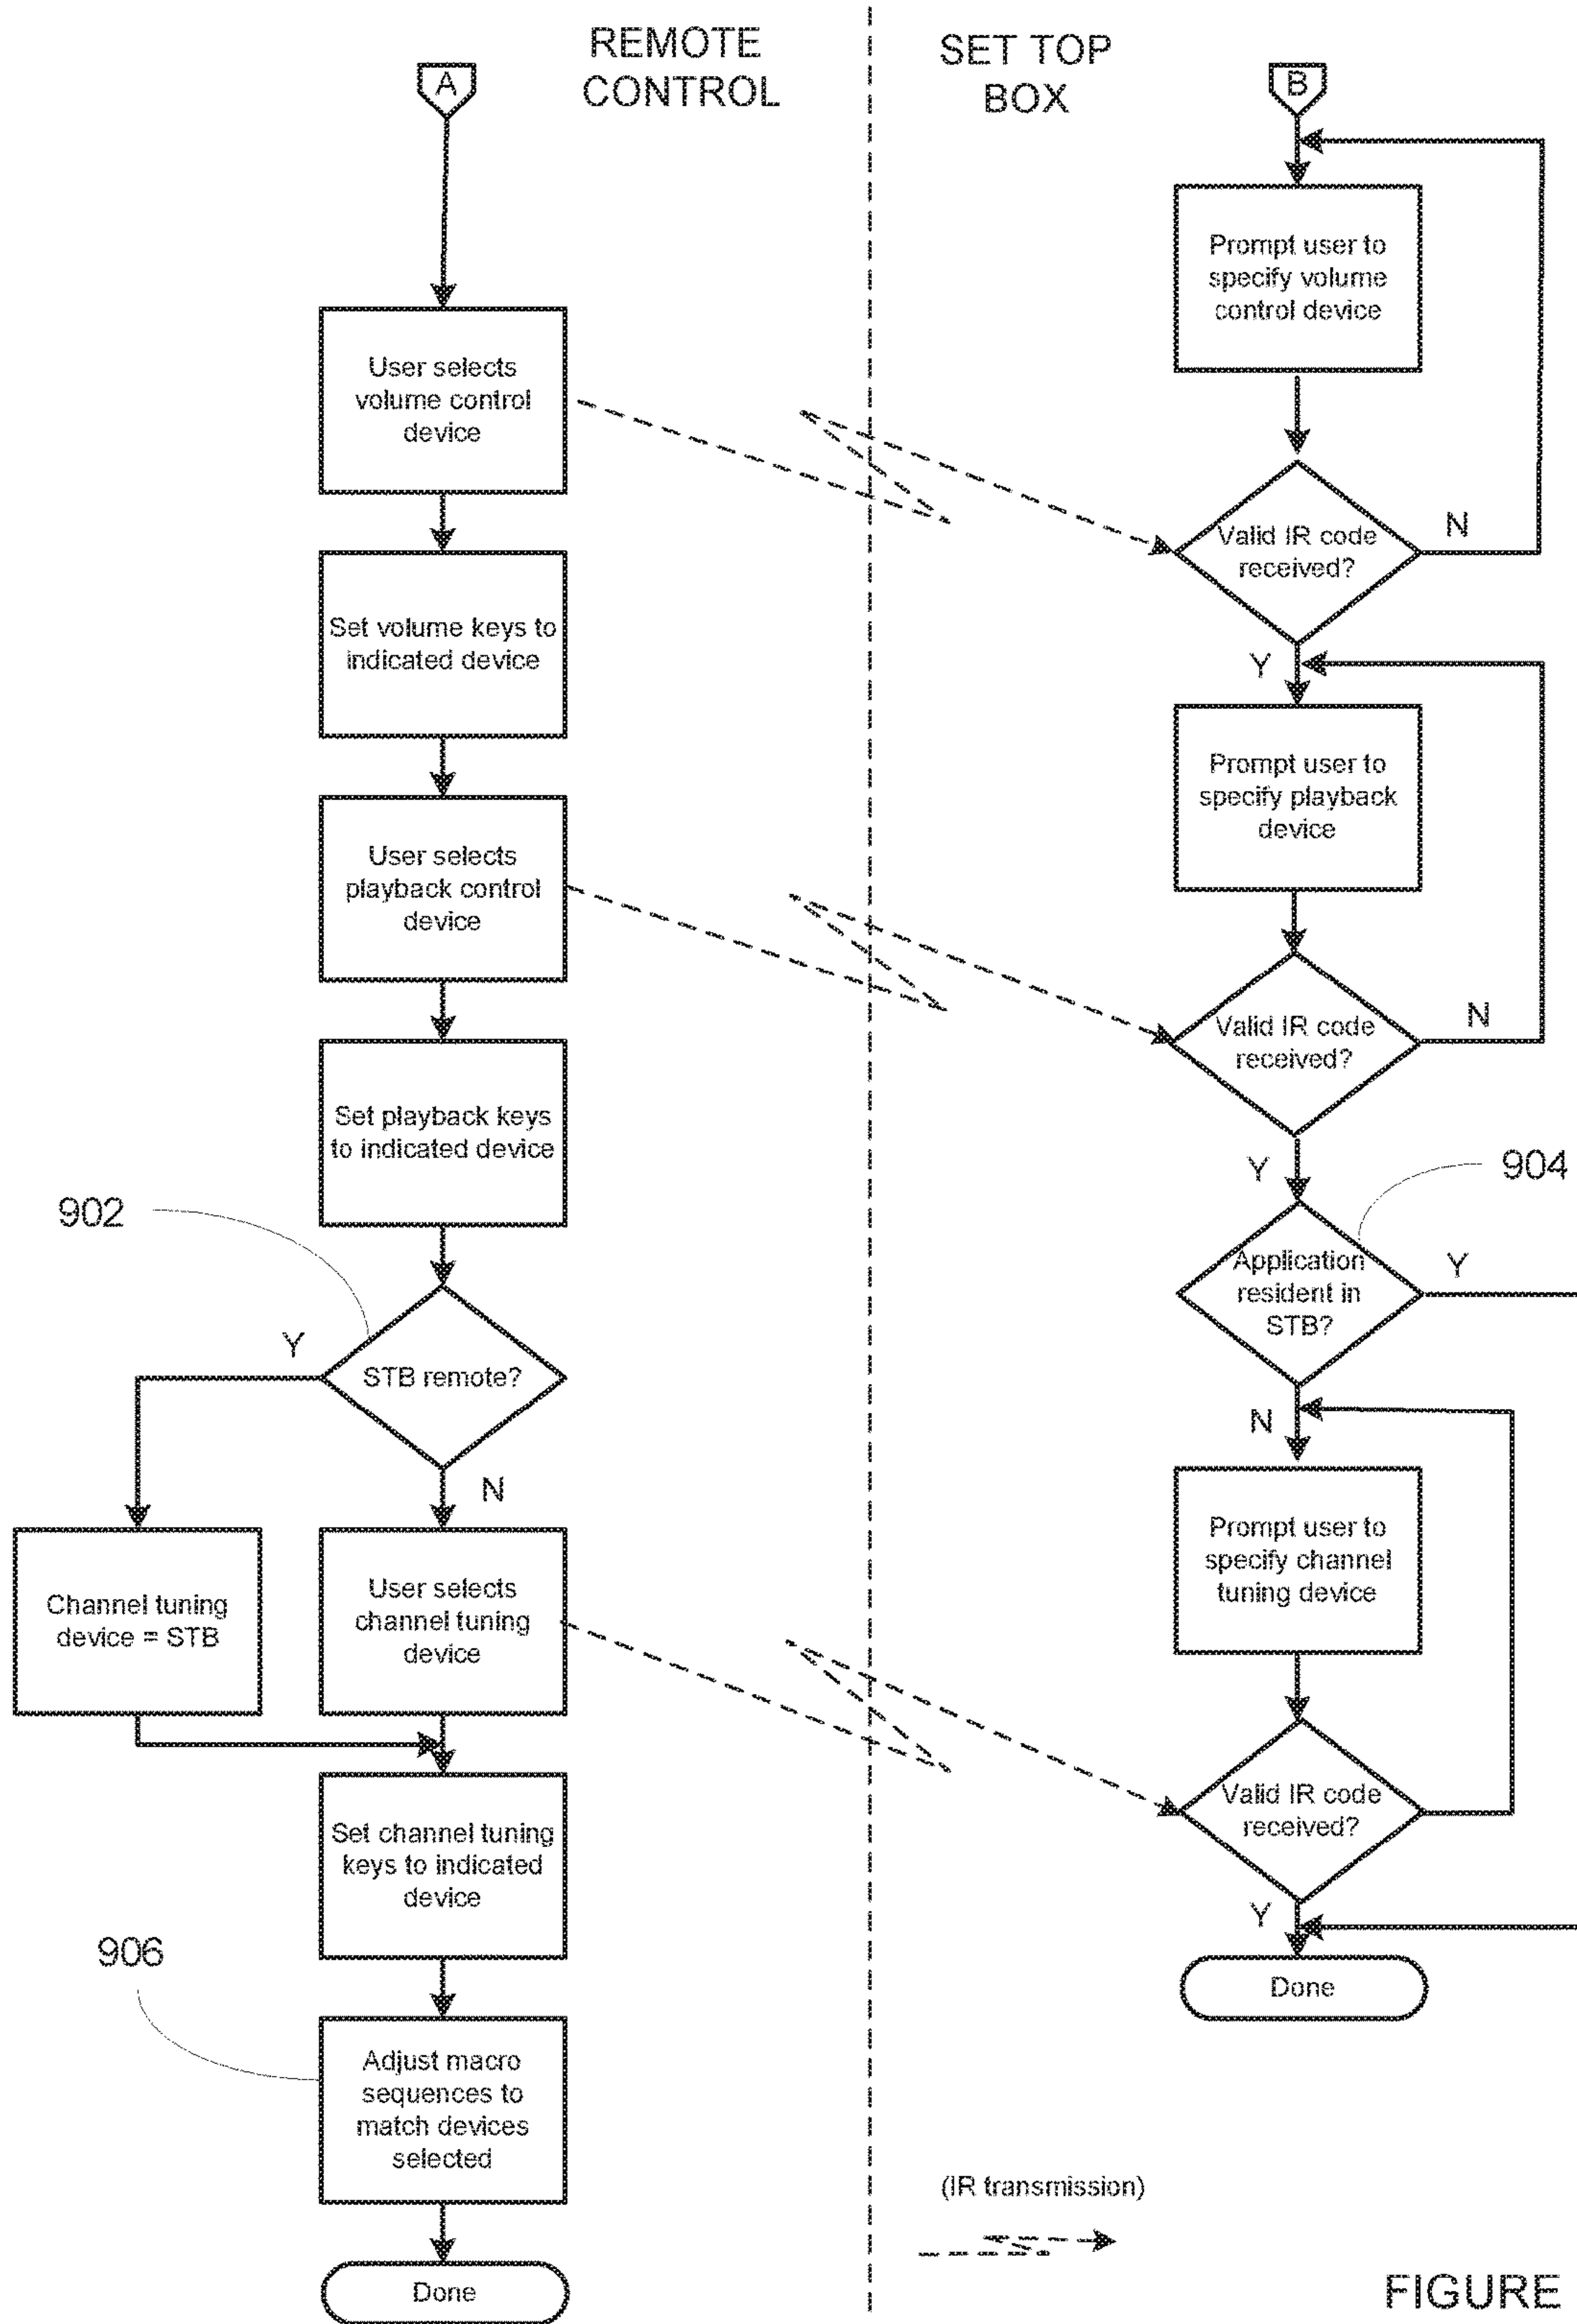 REMOTE
CONTROL
SET TOP
BOX
A
User selects
volume control
device
Set volume keys to
indicated device
User selects
playback control
device
Set playback keys
to indicated device
902
STB remote?
Y
N
Channel tuning
device = STB
User selects
channel tuning
device
Set channel tuning
keys to indicated
device
906
Adjust macro
sequences to
match devices
selected
Done
B
Prompt user to
specify volume
control device
Valid IR code
received?
N
Y
Prompt user to
specify playback
device
Valid IR code
received?
N
Y
904
Application
resident in
STB?
Y
N
Prompt user to
specify channel
tuning device
Valid IR code
received?
Y
Done
(IR transmission)
FIGURE